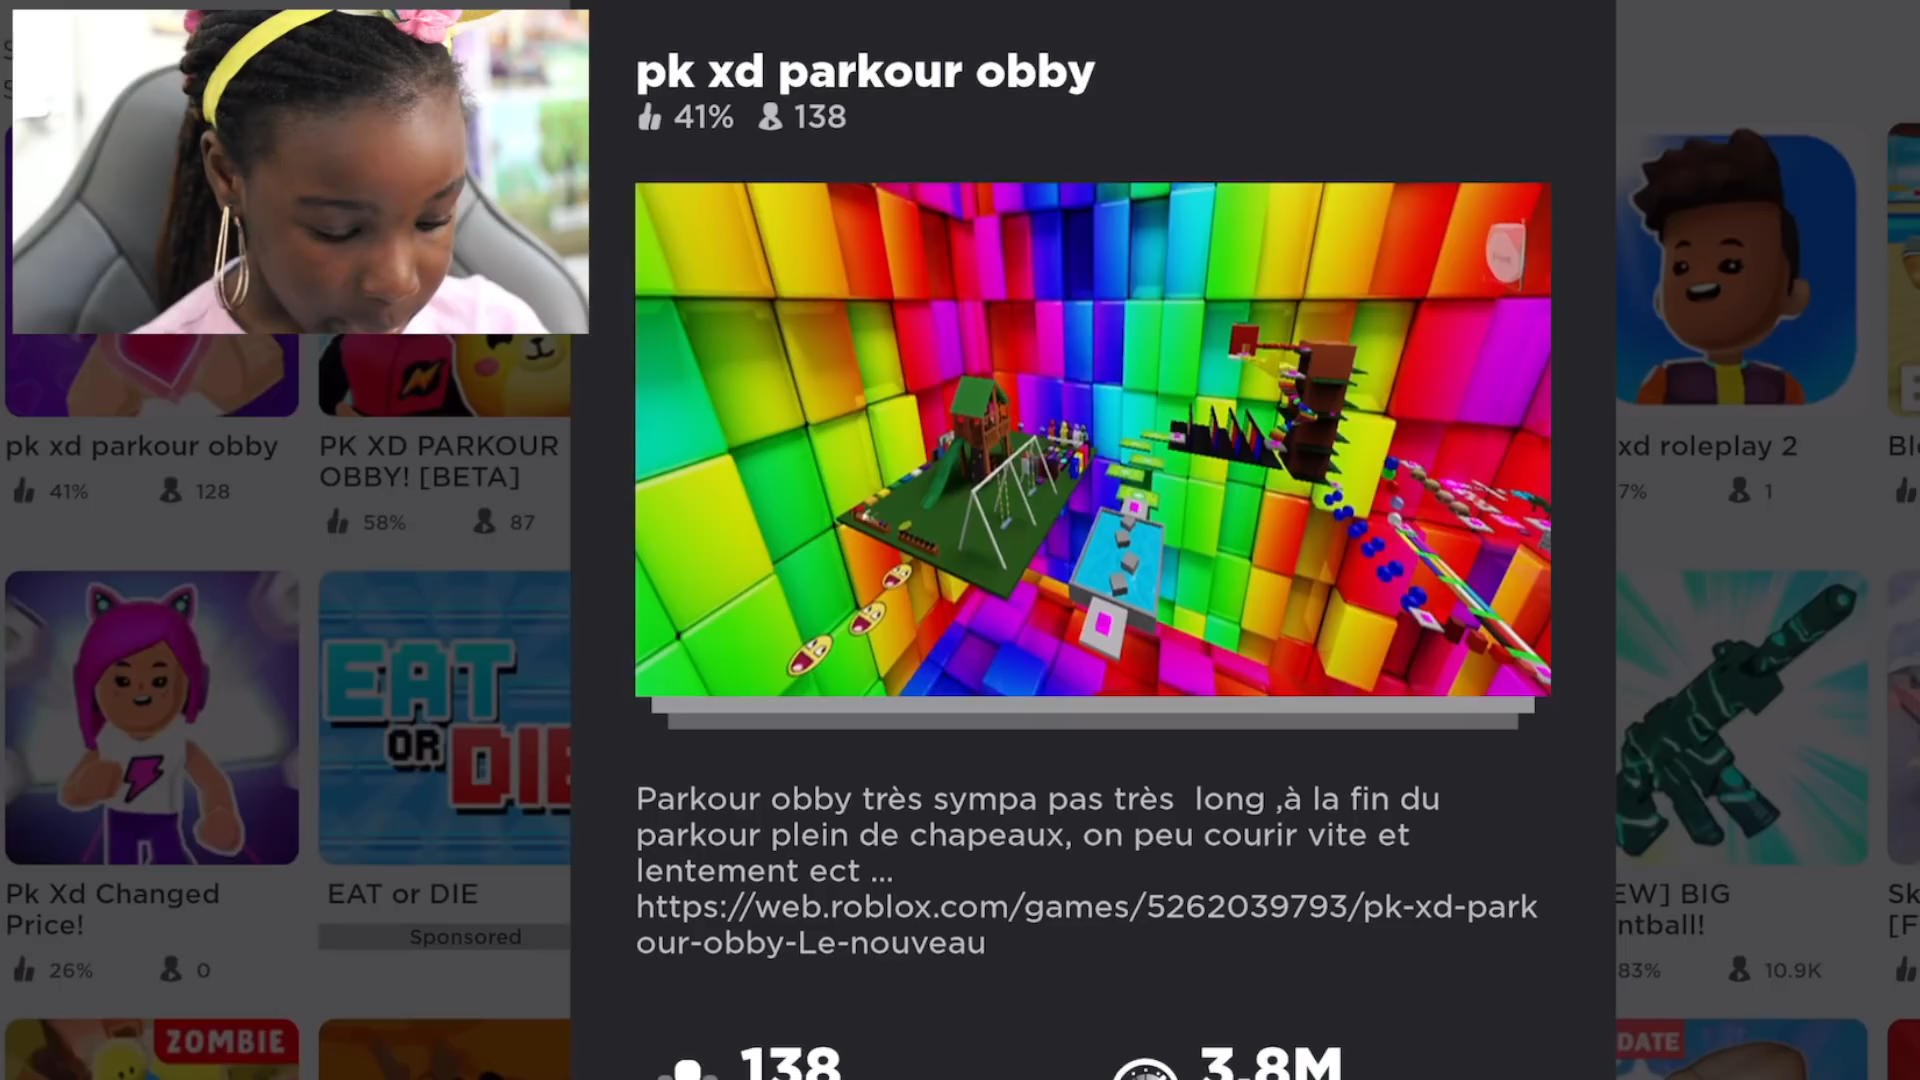 pk xd parkour obby
41% 138
Parkour obby très sympa pas très long ,à la fin du
parkour plein de chapeaux, on peu courir vite et
lentement ect ...
https://web.roblox.com/games/5262039793/pk-xd-park
our-obby-Le-nouveau
138 3.8M
pk xd parkour obby
41% 128
PK XD PARKOUR
OBBY! [BETA]
58% 87
EAT
OR
DIE
Pk Xd Changed
Price!
26% 0
EAT or DIE
Sponsored
ZOMBIE
xd roleplay 2
7% 1
EW] BIG
ntball!
83% 10.9K
DATE
Bl
Sk
[F